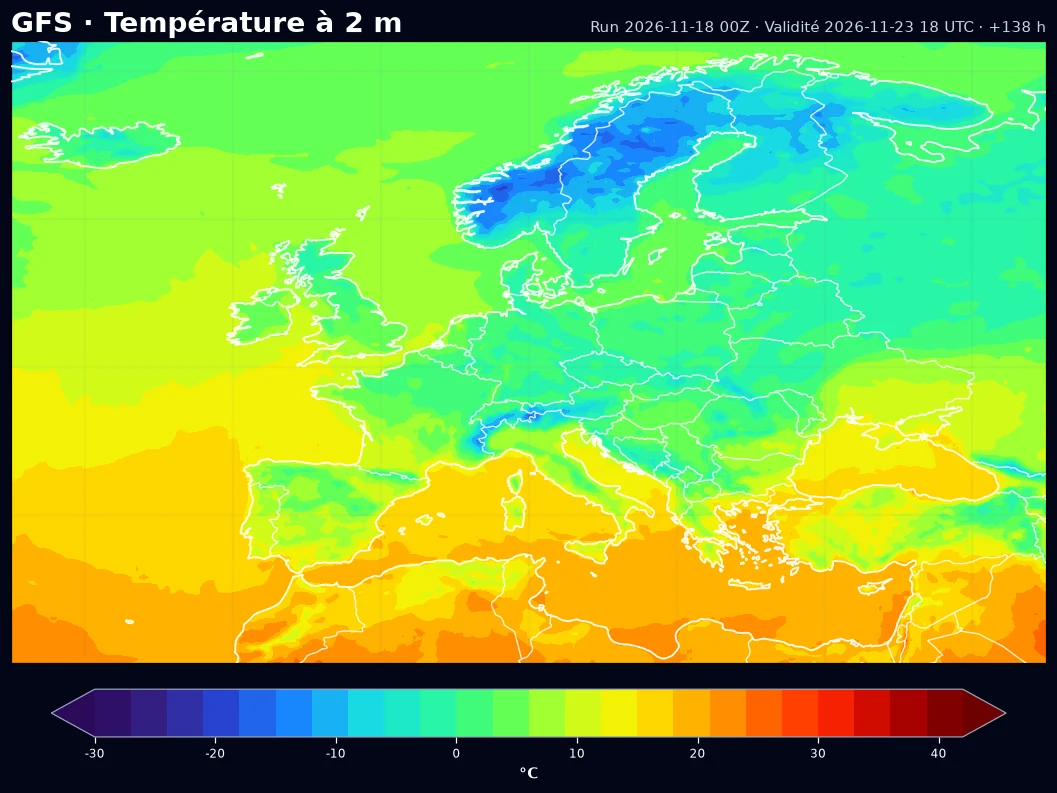 GFS · Température à 2 m
Run 2026-11-18 00Z · Validité 2026-11-23 18 UTC · +138 h
-30 -20 -10 0 10 20 30 40
°C